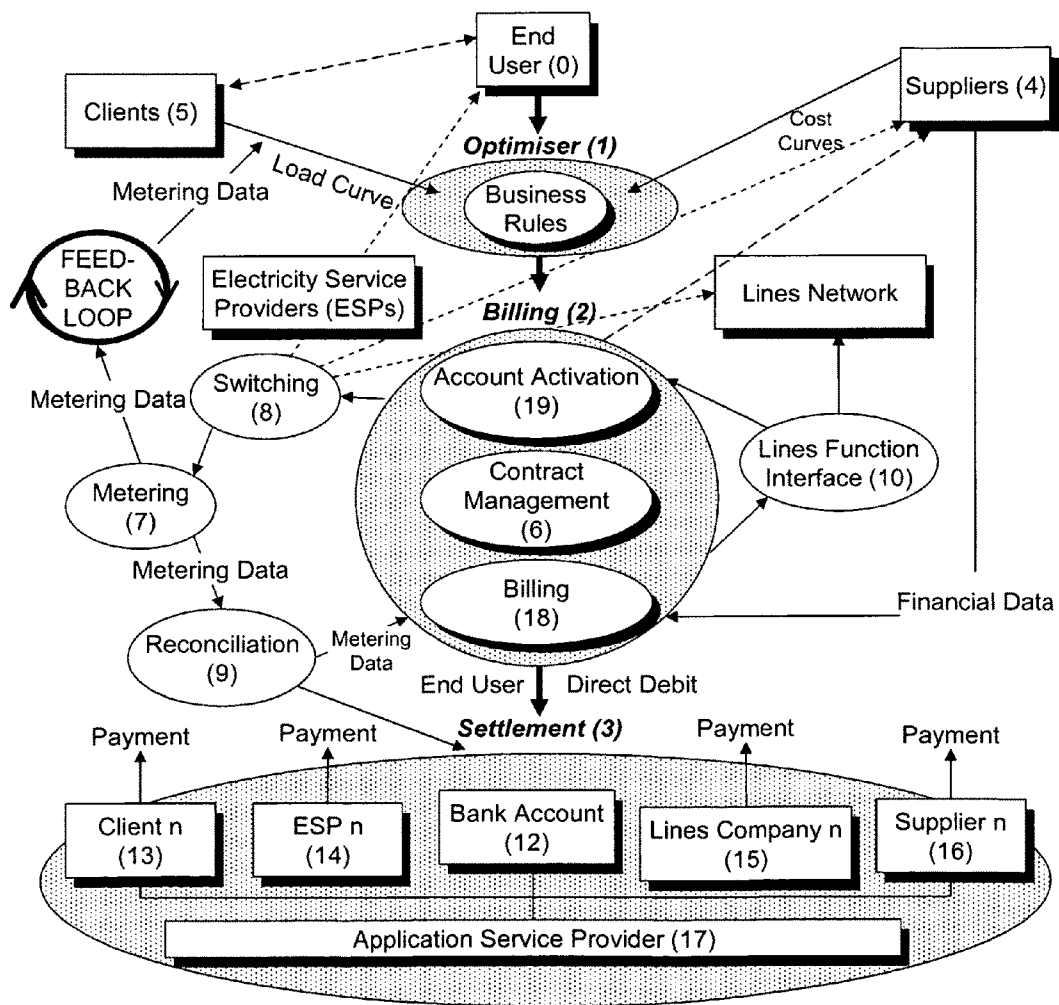 End
User (0)
Clients (5)
Suppliers (4)
Cost
Curves
Optimiser (1)
Load Curve
Metering Data
Business
Rules
FEED-
BACK
LOOP
Electricity Service
Providers (ESPs)
Lines Network
Billing (2)
Account Activation
(19)
Switching
(8)
Metering Data
Lines Function
Interface (10)
Contract
Management
(6)
Metering
(7)
Metering Data
Billing
(18)
Financial Data
Reconciliation
(9)
Metering
Data
End User
Direct Debit
Settlement (3)
Payment
Payment
Payment
Payment
Client n
(13)
ESP n
(14)
Bank Account
(12)
Lines Company n
(15)
Supplier n
(16)
Application Service Provider (17)